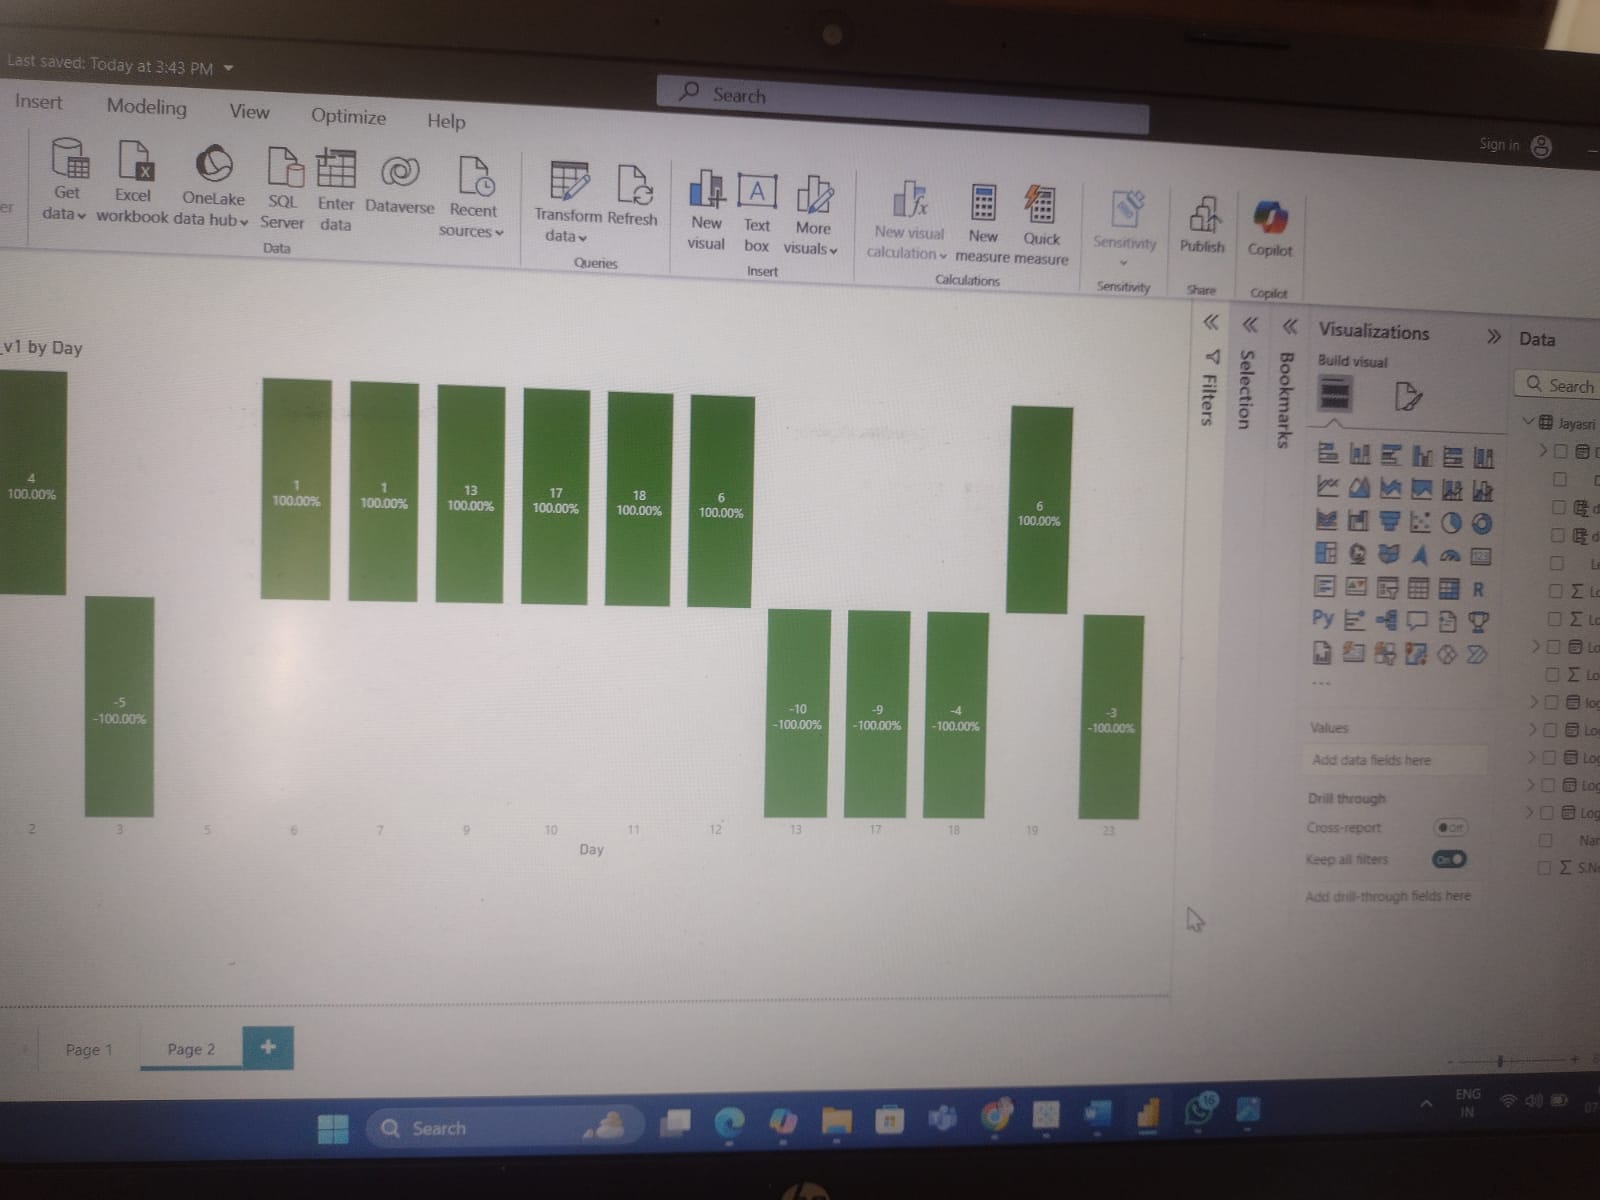 Last saved: Today at 3:43 PM
Search
Sign in
Insert Modeling View Optimize Help
Get data
Excel workbook
OneLake data hub
SQL Server
Enter data
Dataverse
Recent sources
Data
Transform data
Refresh
Queries
New visual
Text box
More visuals
Insert
New visual calculation
New measure
Quick measure
Calculations
Sensitivity
Sensitivity
Publish
Share
Copilot
Copilot
_v1 by Day
4
100.00%
-5
-100.00%
1
100.00%
1
100.00%
13
100.00%
17
100.00%
18
100.00%
6
100.00%
-10
-100.00%
-9
-100.00%
-4
-100.00%
6
100.00%
-3
-100.00%
2 3 5 6 7 9 10 11 12 13 17 18 19 23
Day
Filters
Selection
Bookmarks
Visualizations
Build visual
R
Py
123
Values
Add data fields here
Drill through
Cross-report
Off
Keep all filters
On
Add drill-through fields here
Data
Search
Jayasri
Page 1
Page 2
Search
16
ENG
IN